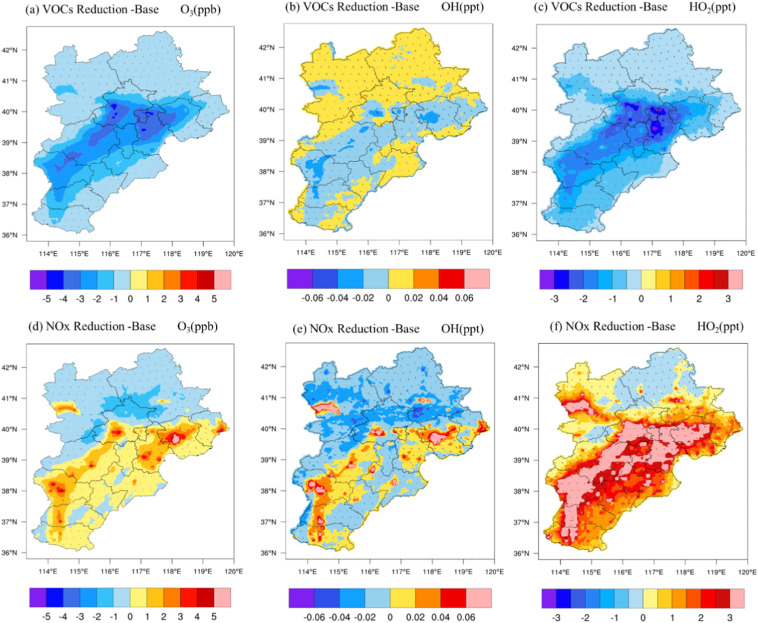 (a) VOCs Reduction -Base O₃(ppb)
(b) VOCs Reduction -Base OH(ppt)
(c) VOCs Reduction -Base HO₂(ppt)
42°N
41°N
40°N
39°N
38°N
37°N
36°N
42°N
41°N
40°N
39°N
38°N
37°N
36°N
42°N
41°N
40°N
39°N
38°N
37°N
36°N
114°E 115°E 116°E 117°E 118°E 119°E 120°E
114°E 115°E 116°E 117°E 118°E 119°E 120°E
114°E 115°E 116°E 117°E 118°E 119°E 120°E
-5 -4 -3 -2 -1 0 1 2 3 4 5
-0.06 -0.04 -0.02 0 0.02 0.04 0.06
-3 -2 -1 0 1 2 3
(d) NOx Reduction -Base O₃(ppb)
(e) NOx Reduction -Base OH(ppt)
(f) NOx Reduction -Base HO₂(ppt)
42°N
41°N
40°N
39°N
38°N
37°N
36°N
42°N
41°N
40°N
39°N
38°N
37°N
36°N
42°N
41°N
40°N
39°N
38°N
37°N
36°N
114°E 115°E 116°E 117°E 118°E 119°E 120°E
114°E 115°E 116°E 117°E 118°E 119°E 120°E
114°E 115°E 116°E 117°E 118°E 119°E 120°E
-5 -4 -3 -2 -1 0 1 2 3 4 5
-0.06 -0.04 -0.02 0 0.02 0.04 0.06
-3 -2 -1 0 1 2 3